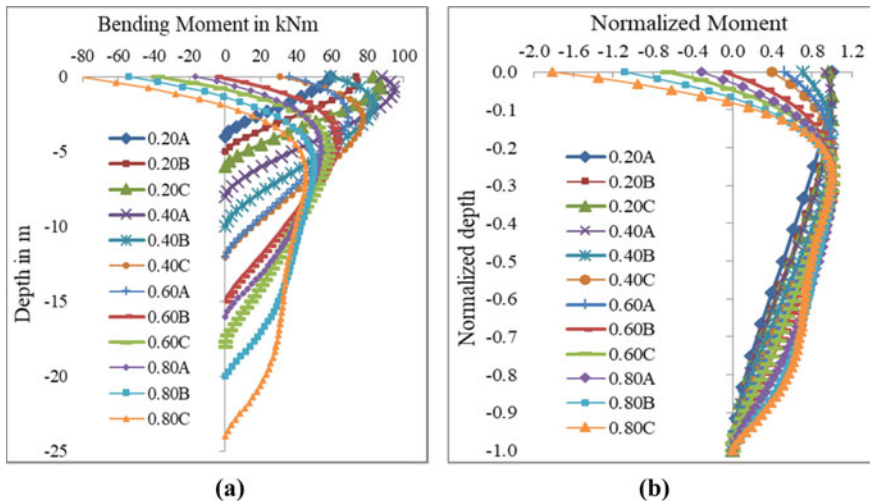 Bending Moment in kNm
-80 -60 -40 -20 0 20 40 60 80 100
0
-5
-10
-15
-20
-25
Depth in m
0.20A
0.20B
0.20C
0.40A
0.40B
0.40C
0.60A
0.60B
0.60C
0.80A
0.80B
0.80C
(a)
Normalized Moment
-2.0 -1.6 -1.2 -0.8 -0.4 0.0 0.4 0.8 1.2
0.0
-0.1
-0.2
-0.3
-0.4
-0.5
-0.6
-0.7
-0.8
-0.9
-1.0
Normalized depth
0.20A
0.20B
0.20C
0.40A
0.40B
0.40C
0.60A
0.60B
0.60C
0.80A
0.80B
0.80C
(b)